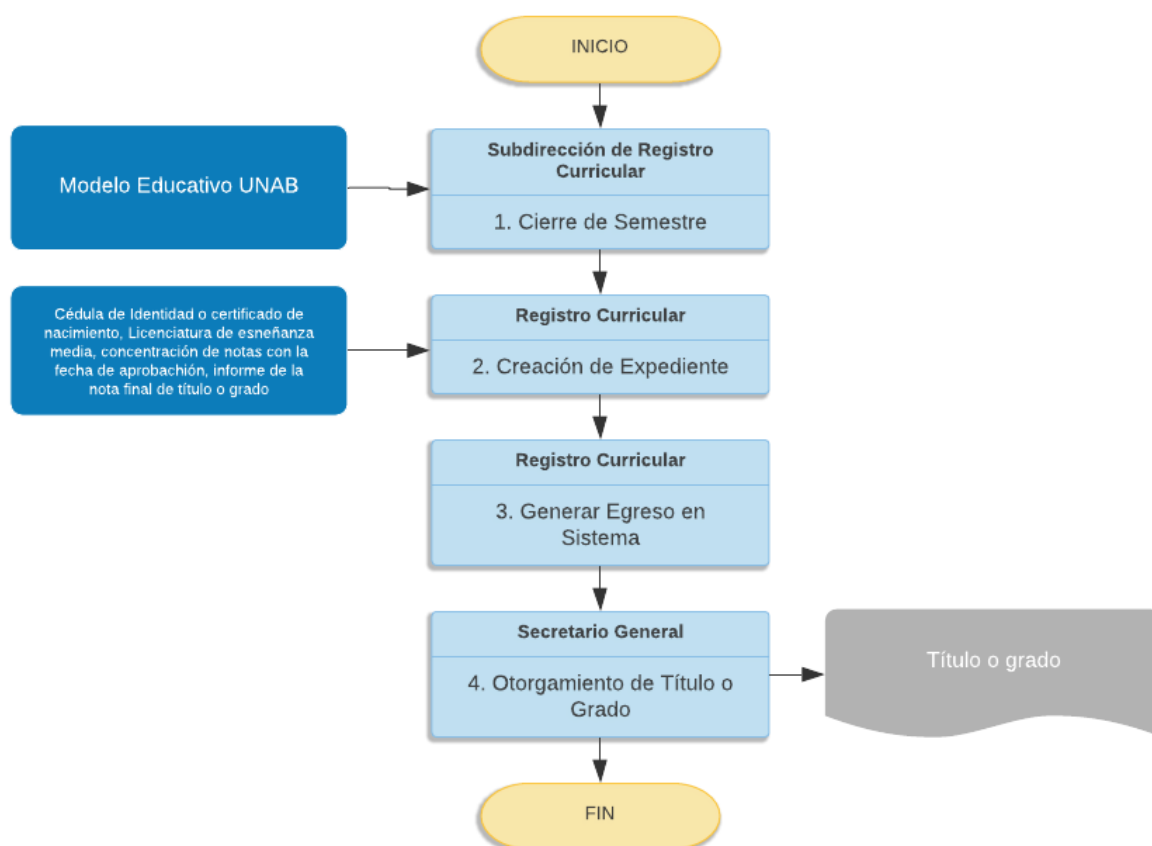 INICIO
Modelo Educativo UNAB
Subdirección de Registro
Curricular
1. Cierre de Semestre
Cédula de Identidad o certificado de
nacimiento, Licenciatura de esneñanza
media, concentración de notas con la
fecha de aprobachión, informe de la
nota final de título o grado
Registro Curricular
2. Creación de Expediente
Registro Curricular
3. Generar Egreso en
Sistema
Secretario General
4. Otorgamiento de Título o
Grado
Título o grado
FIN